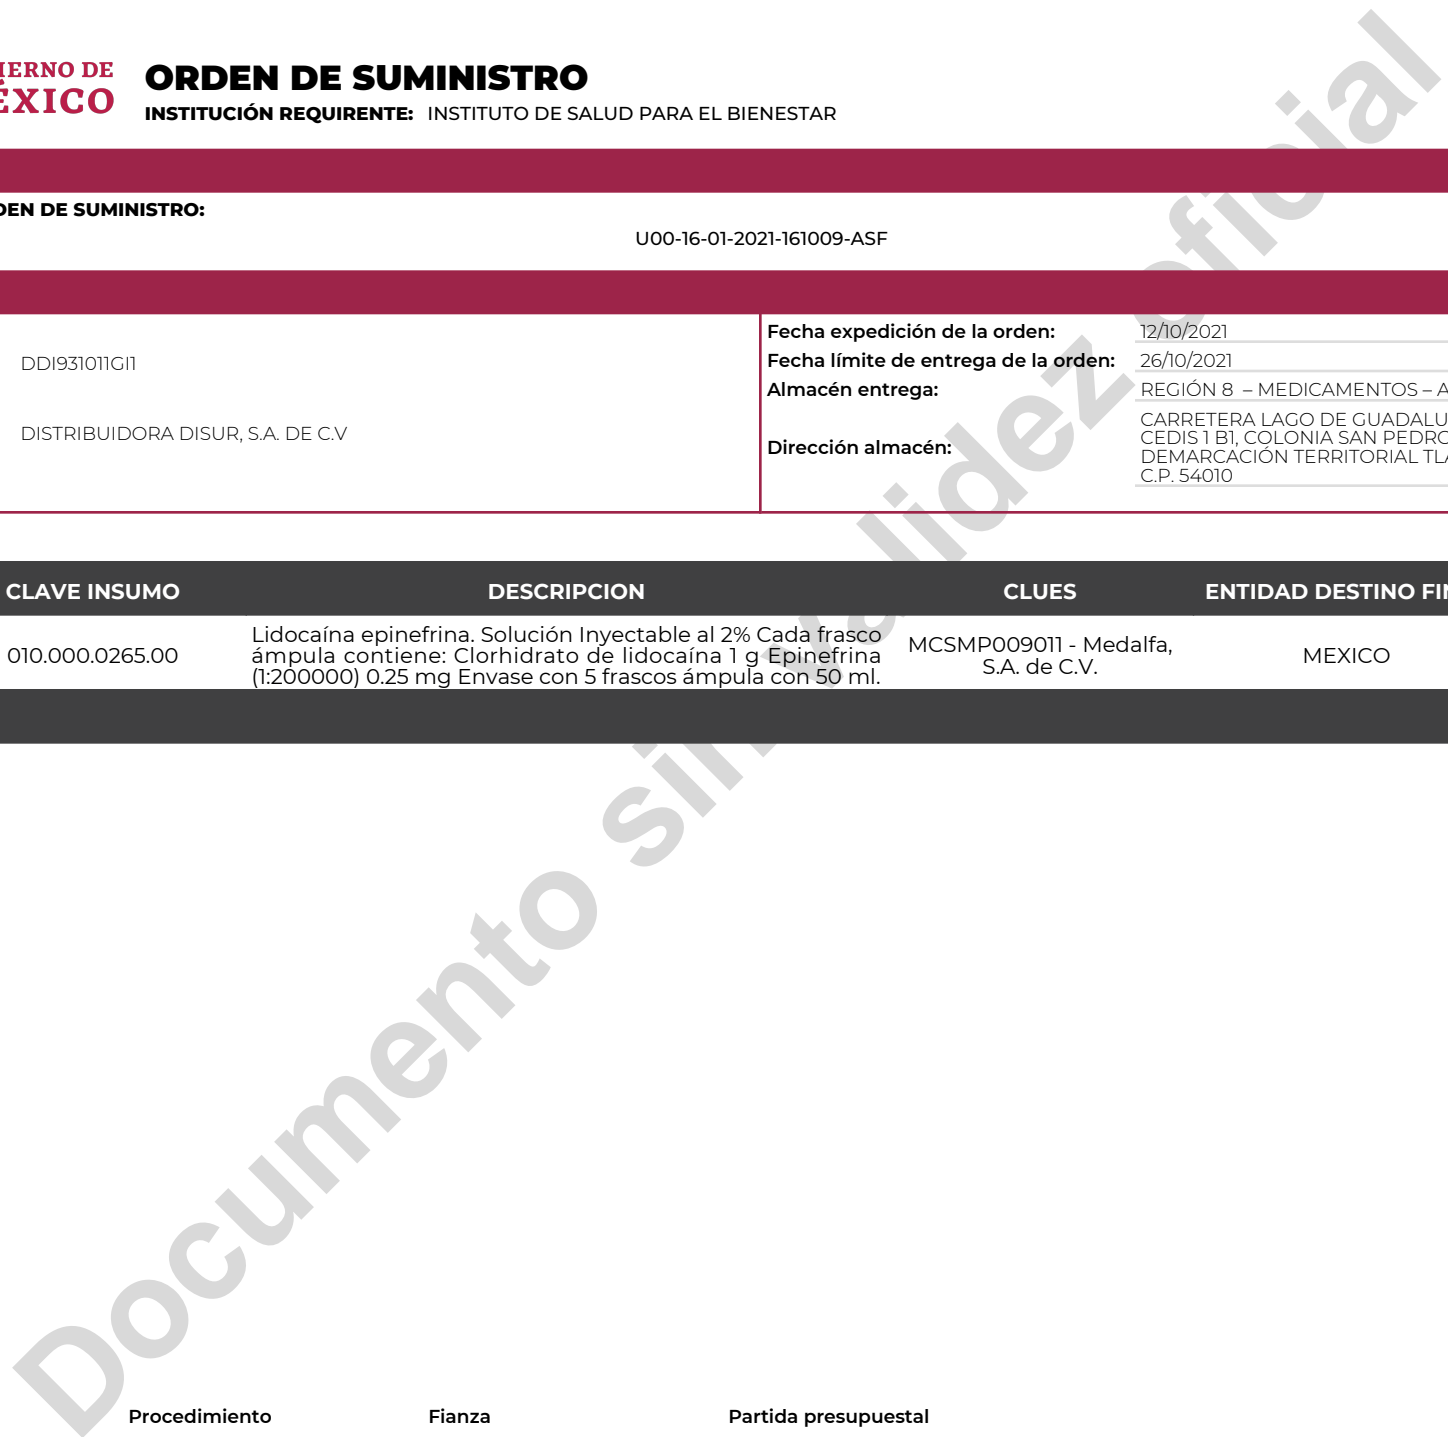 IERNO DE
ÉXICO
ORDEN DE SUMINISTRO
INSTITUCIÓN REQUIRENTE: INSTITUTO DE SALUD PARA EL BIENESTAR
DEN DE SUMINISTRO:
U00-16-01-2021-161009-ASF
DDI931011GI1
DISTRIBUIDORA DISUR, S.A. DE C.V
Fecha expedición de la orden: 12/10/2021
Fecha límite de entrega de la orden: 26/10/2021
Almacén entrega: REGIÓN 8 – MEDICAMENTOS – A
Dirección almacén:
CARRETERA LAGO DE GUADALU
CEDIS 1 B1, COLONIA SAN PEDRO
DEMARCACIÓN TERRITORIAL TLA
C.P. 54010
CLAVE INSUMO DESCRIPCION CLUES ENTIDAD DESTINO FIN
010.000.0265.00
Lidocaína epinefrina. Solución Inyectable al 2% Cada frasco
ámpula contiene: Clorhidrato de lidocaína 1 g Epinefrina
(1:200000) 0.25 mg Envase con 5 frascos ámpula con 50 ml.
MCSMP009011 - Medalfa,
S.A. de C.V.
MEXICO
Documento sin validez oficial
Procedimiento Fianza Partida presupuestal